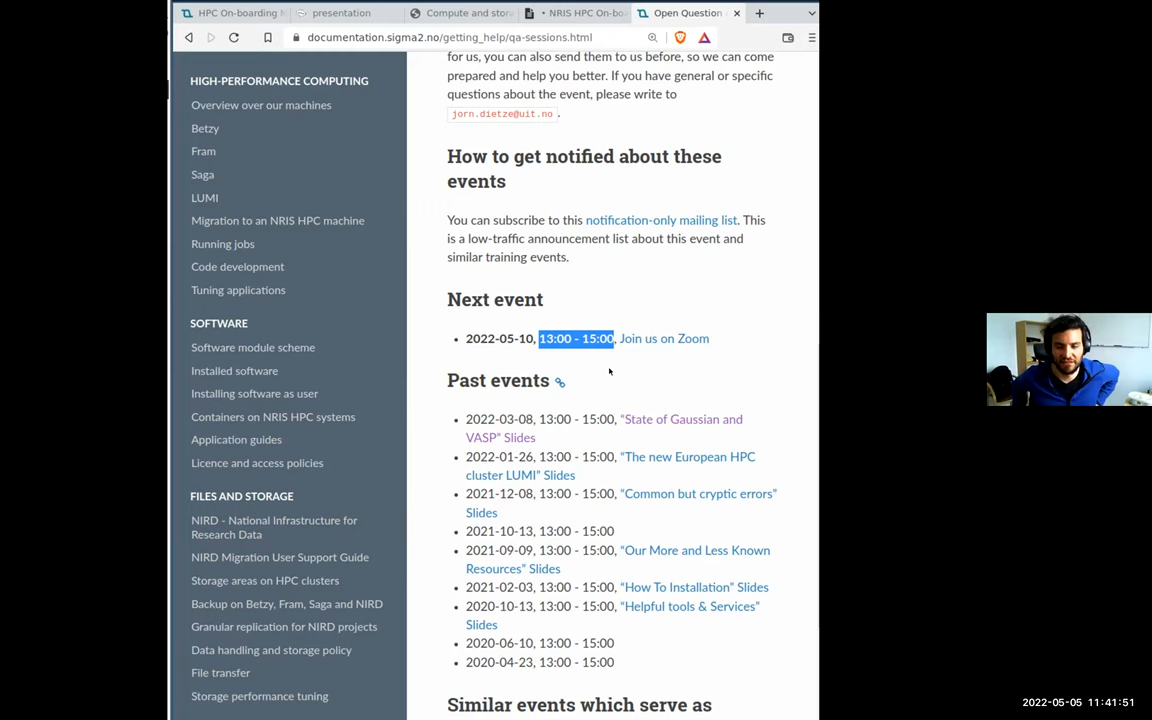 HPC On-boarding
presentation
Compute and stor
• NRIS HPC On-bo
Open Question
documentation.sigma2.no/getting_help/qa-sessions.html
HIGH-PERFORMANCE COMPUTING
Overview over our machines
Betzy
Fram
Saga
LUMI
Migration to an NRIS HPC machine
Running jobs
Code development
Tuning applications
SOFTWARE
Software module scheme
Installed software
Installing software as user
Containers on NRIS HPC systems
Application guides
Licence and access policies
FILES AND STORAGE
NIRD - National Infrastructure for
Research Data
NIRD Migration User Support Guide
Storage areas on HPC clusters
Backup on Betzy, Fram, Saga and NIRD
Granular replication for NIRD projects
Data handling and storage policy
File transfer
Storage performance tuning
for us, you can also send them to us before, so we can come
prepared and help you better. If you have general or specific
questions about the event, please write to
jorn.dietze@uit.no .
How to get notified about these
events
You can subscribe to this notification-only mailing list. This
is a low-traffic announcement list about this event and
similar training events.
Next event
• 2022-05-10, 13:00 - 15:00, Join us on Zoom
Past events
• 2022-03-08, 13:00 - 15:00, “State of Gaussian and
VASP” Slides
• 2022-01-26, 13:00 - 15:00, “The new European HPC
cluster LUMI” Slides
• 2021-12-08, 13:00 - 15:00, “Common but cryptic errors”
Slides
• 2021-10-13, 13:00 - 15:00
• 2021-09-09, 13:00 - 15:00, “Our More and Less Known
Resources” Slides
• 2021-02-03, 13:00 - 15:00, “How To Installation” Slides
• 2020-10-13, 13:00 - 15:00, “Helpful tools & Services”
Slides
• 2020-06-10, 13:00 - 15:00
• 2020-04-23, 13:00 - 15:00
Similar events which serve as
2022-05-05 11:41:51